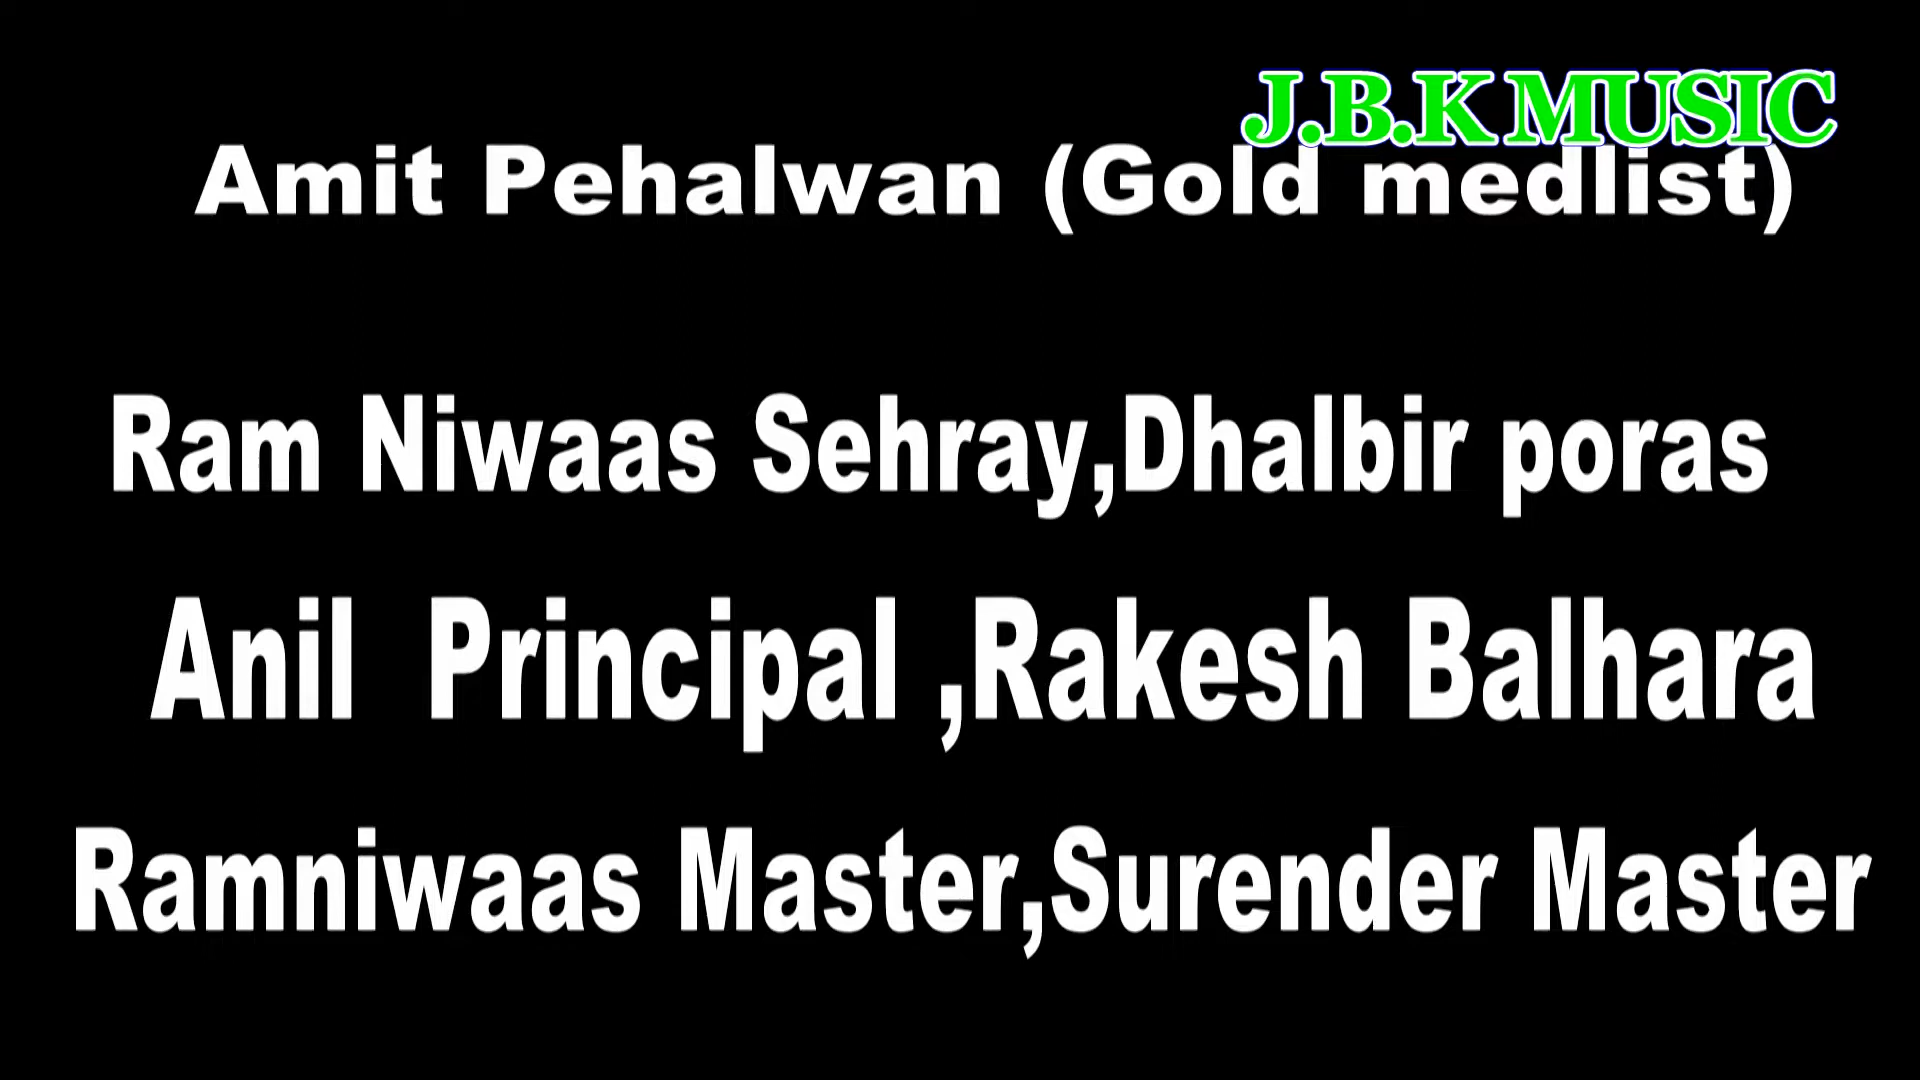 J.B.K MUSIC
Amit Pehalwan (Gold medlist)
Ram Niwaas Sehray,Dhalbir poras
Anil  Principal ,Rakesh Balhara
Ramniwaas Master,Surender Master